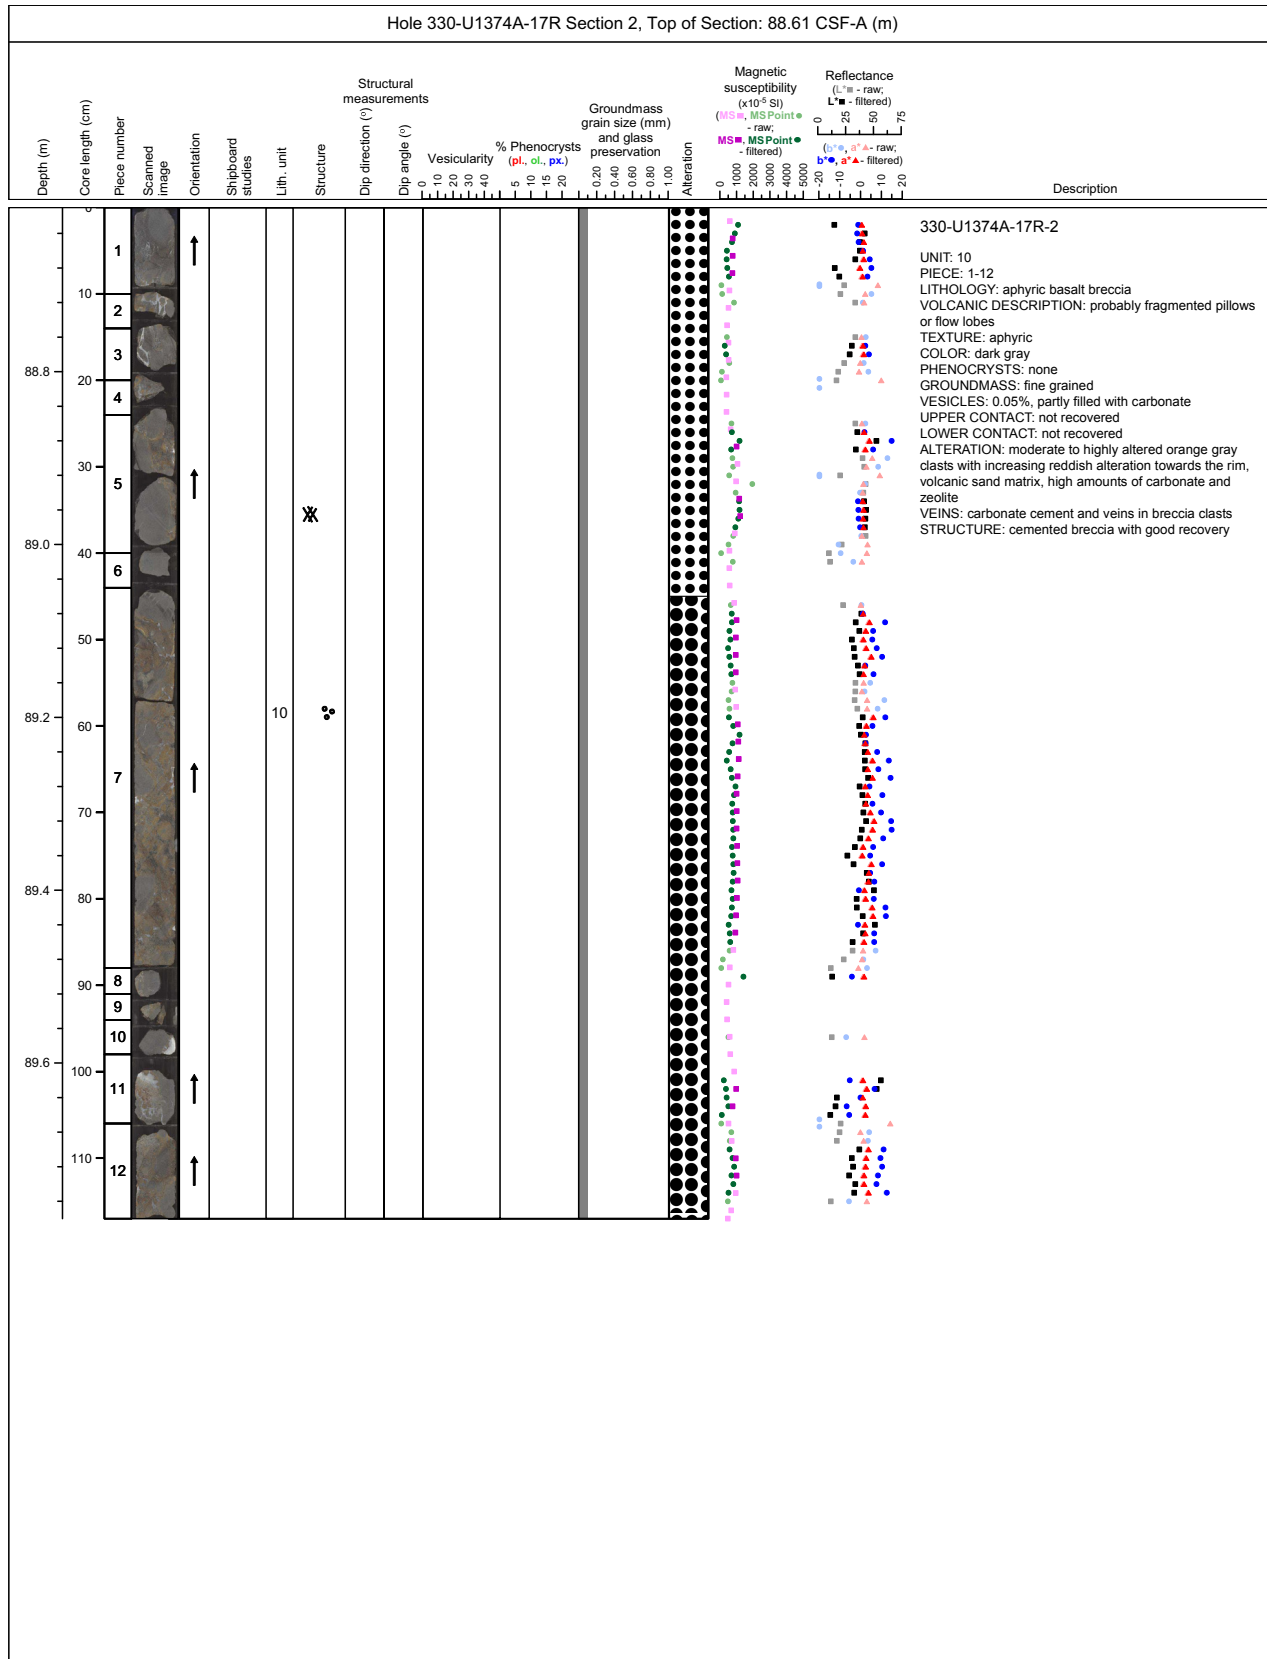 Hole 330-U1374A-17R Section 2, Top of Section: 88.61 CSF-A (m)
Depth (m)
Core length (cm)
Piece number
Scanned image
Orientation
Shipboard studies
Lith. unit
Structure
Structural measurements
Dip direction (°)
Dip angle (°)
Vesicularity
0 10 20 30 40
% Phenocrysts
(pl., ol., px.)
5 10 15 20
Groundmass
grain size (mm)
and glass
preservation
0.20 0.40 0.60 0.80 1.00
Alteration
Magnetic
susceptibility
(x10-5 SI)
(MS■, MSPoint●
- raw;
MS■, MSPoint●
- filtered)
0 1000 2000 3000 4000 5000
Reflectance
(L*■ - raw;
L*■ - filtered)
0 25 50 75
(b*●, a*▲- raw;
b*●, a*▲- filtered)
-20 -10 0 10 20
Description
88.8
89.0
89.2
89.4
89.6
0
10
20
30
40
50
60
70
80
90
100
110
1
2
3
4
5
6
7
8
9
10
11
12
10
330-U1374A-17R-2
UNIT: 10
PIECE: 1-12
LITHOLOGY: aphyric basalt breccia
VOLCANIC DESCRIPTION: probably fragmented pillows
or flow lobes
TEXTURE: aphyric
COLOR: dark gray
PHENOCRYSTS: none
GROUNDMASS: fine grained
VESICLES: 0.05%, partly filled with carbonate
UPPER CONTACT: not recovered
LOWER CONTACT: not recovered
ALTERATION: moderate to highly altered orange gray
clasts with increasing reddish alteration towards the rim,
volcanic sand matrix, high amounts of carbonate and
zeolite
VEINS: carbonate cement and veins in breccia clasts
STRUCTURE: cemented breccia with good recovery